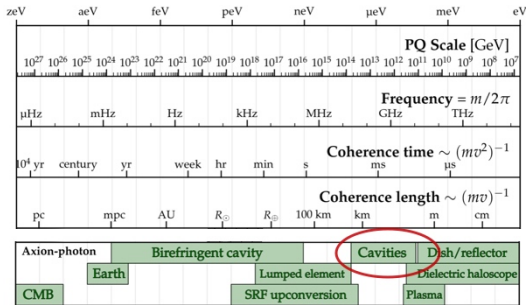 zeV aeV feV peV neV μeV meV eV
PQ Scale [GeV]
10²⁷ 10²⁶ 10²⁵ 10²⁴ 10²³ 10²² 10²¹ 10²⁰ 10¹⁹ 10¹⁸ 10¹⁷ 10¹⁶ 10¹⁵ 10¹⁴ 10¹³ 10¹² 10¹¹ 10¹⁰ 10⁹ 10⁸ 10⁷
Frequency = m/2π
μHz mHz Hz kHz MHz GHz THz
Coherence time ∼ (mv²)⁻¹
10⁴ yr century yr week hr min s ms μs
Coherence length ∼ (mv)⁻¹
pc mpc AU R☉ R⊕ 100 km km m cm
Axion-photon Birefringent cavity Cavities Dish/reflector
Earth Lumped element Dielectric haloscope
CMB SRF upconversion Plasma